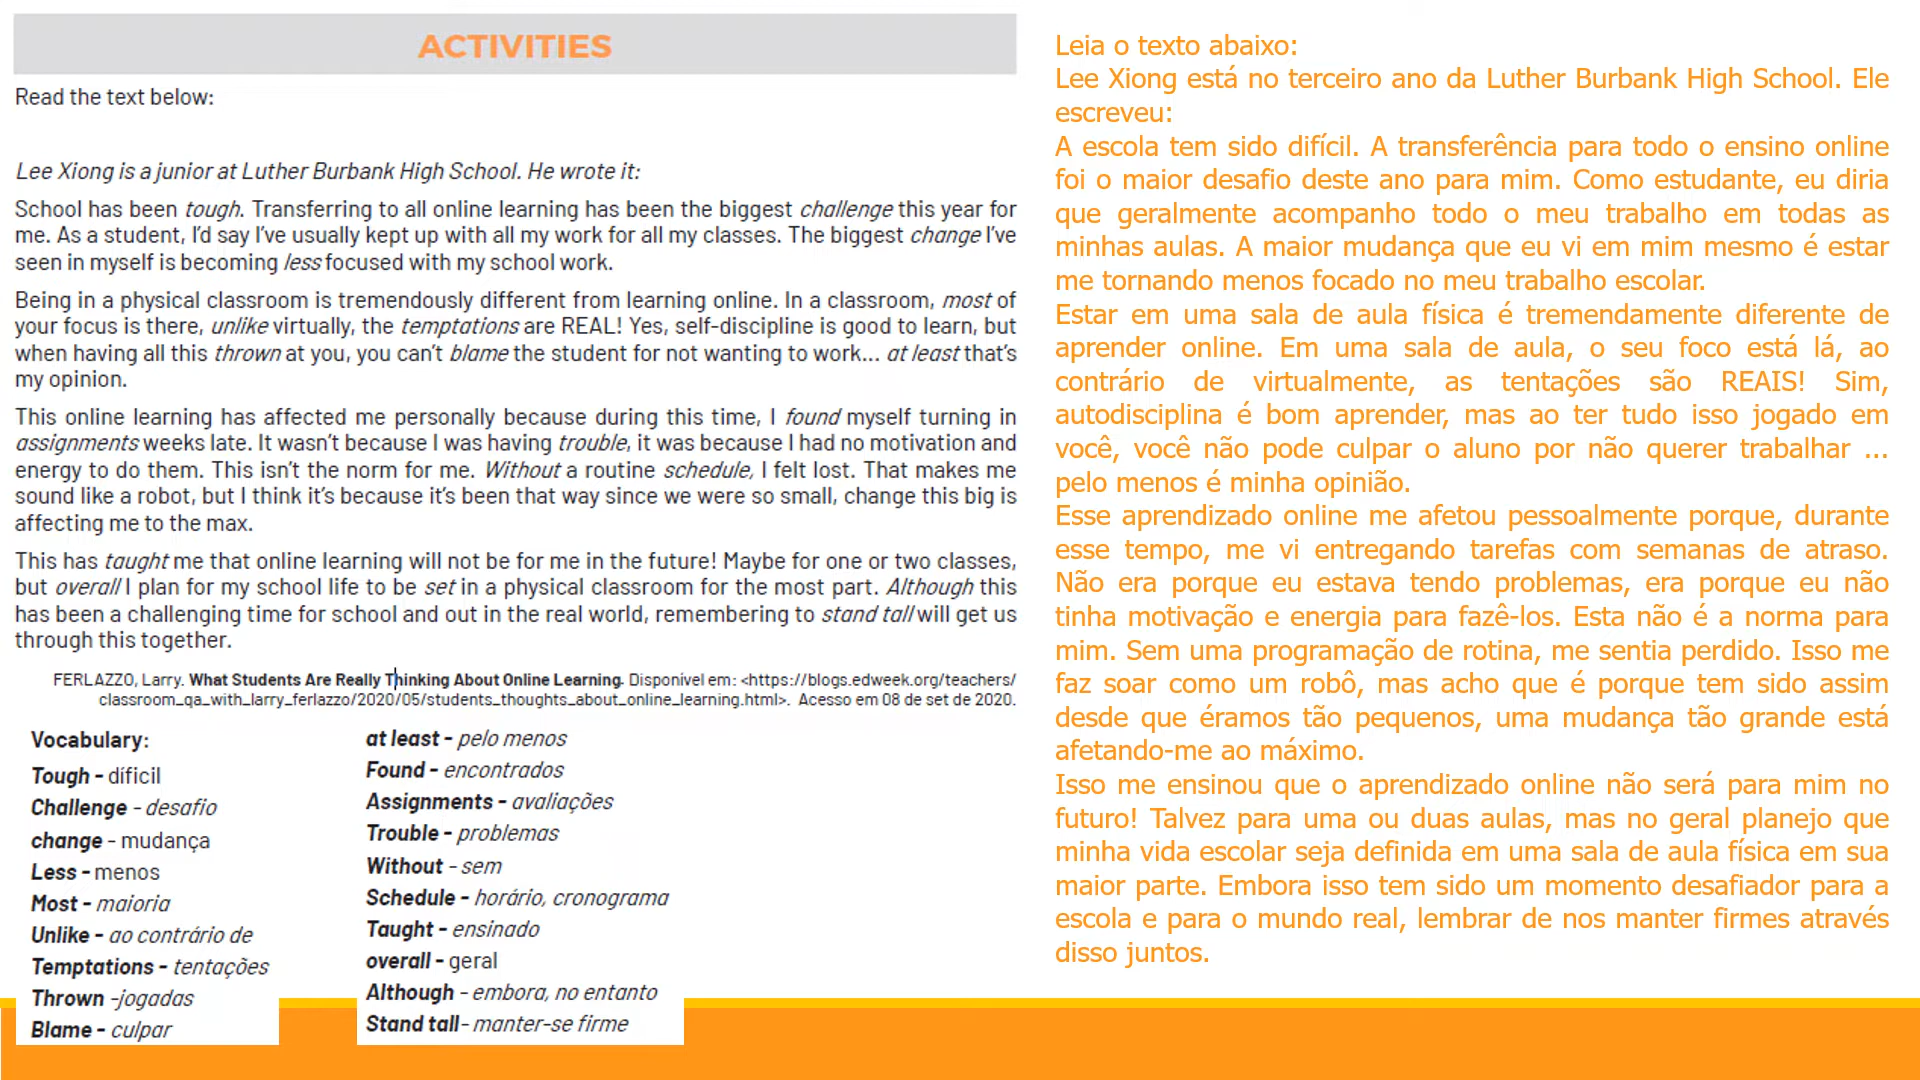 ACTIVITIES
Read the text below:
Lee Xiong is a junior at Luther Burbank High School. He wrote it:
School has been tough. Transferring to all online learning has been the biggest challenge this year for
me. As a student, I'd say I've usually kept up with all my work for all my classes. The biggest change I've
seen in myself is becoming less focused with my school work.
Being in a physical classroom is tremendously different from learning online. In a classroom, most of
your focus is there, unlike virtually, the temptations are REAL! Yes, self-discipline is good to learn, but
when having all this thrown at you, you can't blame the student for not wanting to work... at least that's
my opinion.
This online learning has affected me personally because during this time, I found myself turning in
assignments weeks late. It wasn't because I was having trouble, it was because I had no motivation and
energy to do them. This isn't the norm for me. Without a routine schedule, I felt lost. That makes me
sound like a robot, but I think it's because it's been that way since we were so small, change this big is
affecting me to the max.
This has taught me that online learning will not be for me in the future! Maybe for one or two classes,
but overall I plan for my school life to be set in a physical classroom for the most part. Although this
has been a challenging time for school and out in the real world, remembering to stand tall will get us
through this together.
FERLAZZO, Larry. What Students Are Really Thinking About Online Learning. Disponível em: <https://blogs.edweek.org/teachers/
classroom_qa_with_larry_ferlazzo/2020/05/students_thoughts_about_online_learning.html>. Acesso em 08 de set de 2020.
Vocabulary:
Tough - díficil
Challenge - desafio
change - mudança
Less - menos
Most - maioria
Unlike - ao contrário de
Temptations - tentações
Thrown -jogadas
Blame - culpar
at least - pelo menos
Found - encontrados
Assignments - avaliações
Trouble - problemas
Without - sem
Schedule - horário, cronograma
Taught - ensinado
overall - geral
Although - embora, no entanto
Stand tall- manter-se firme
Leia o texto abaixo:
Lee Xiong está no terceiro ano da Luther Burbank High School. Ele
escreveu:
A escola tem sido difícil. A transferência para todo o ensino online
foi o maior desafio deste ano para mim. Como estudante, eu diria
que geralmente acompanho todo o meu trabalho em todas as
minhas aulas. A maior mudança que eu vi em mim mesmo é estar
me tornando menos focado no meu trabalho escolar.
Estar em uma sala de aula física é tremendamente diferente de
aprender online. Em uma sala de aula, o seu foco está lá, ao
contrário de virtualmente, as tentações são REAIS! Sim,
autodisciplina é bom aprender, mas ao ter tudo isso jogado em
você, você não pode culpar o aluno por não querer trabalhar ...
pelo menos é minha opinião.
Esse aprendizado online me afetou pessoalmente porque, durante
esse tempo, me vi entregando tarefas com semanas de atraso.
Não era porque eu estava tendo problemas, era porque eu não
tinha motivação e energia para fazê-los. Esta não é a norma para
mim. Sem uma programação de rotina, me sentia perdido. Isso me
faz soar como um robô, mas acho que é porque tem sido assim
desde que éramos tão pequenos, uma mudança tão grande está
afetando-me ao máximo.
Isso me ensinou que o aprendizado online não será para mim no
futuro! Talvez para uma ou duas aulas, mas no geral planejo que
minha vida escolar seja definida em uma sala de aula física em sua
maior parte. Embora isso tem sido um momento desafiador para a
escola e para o mundo real, lembrar de nos manter firmes através
disso juntos.